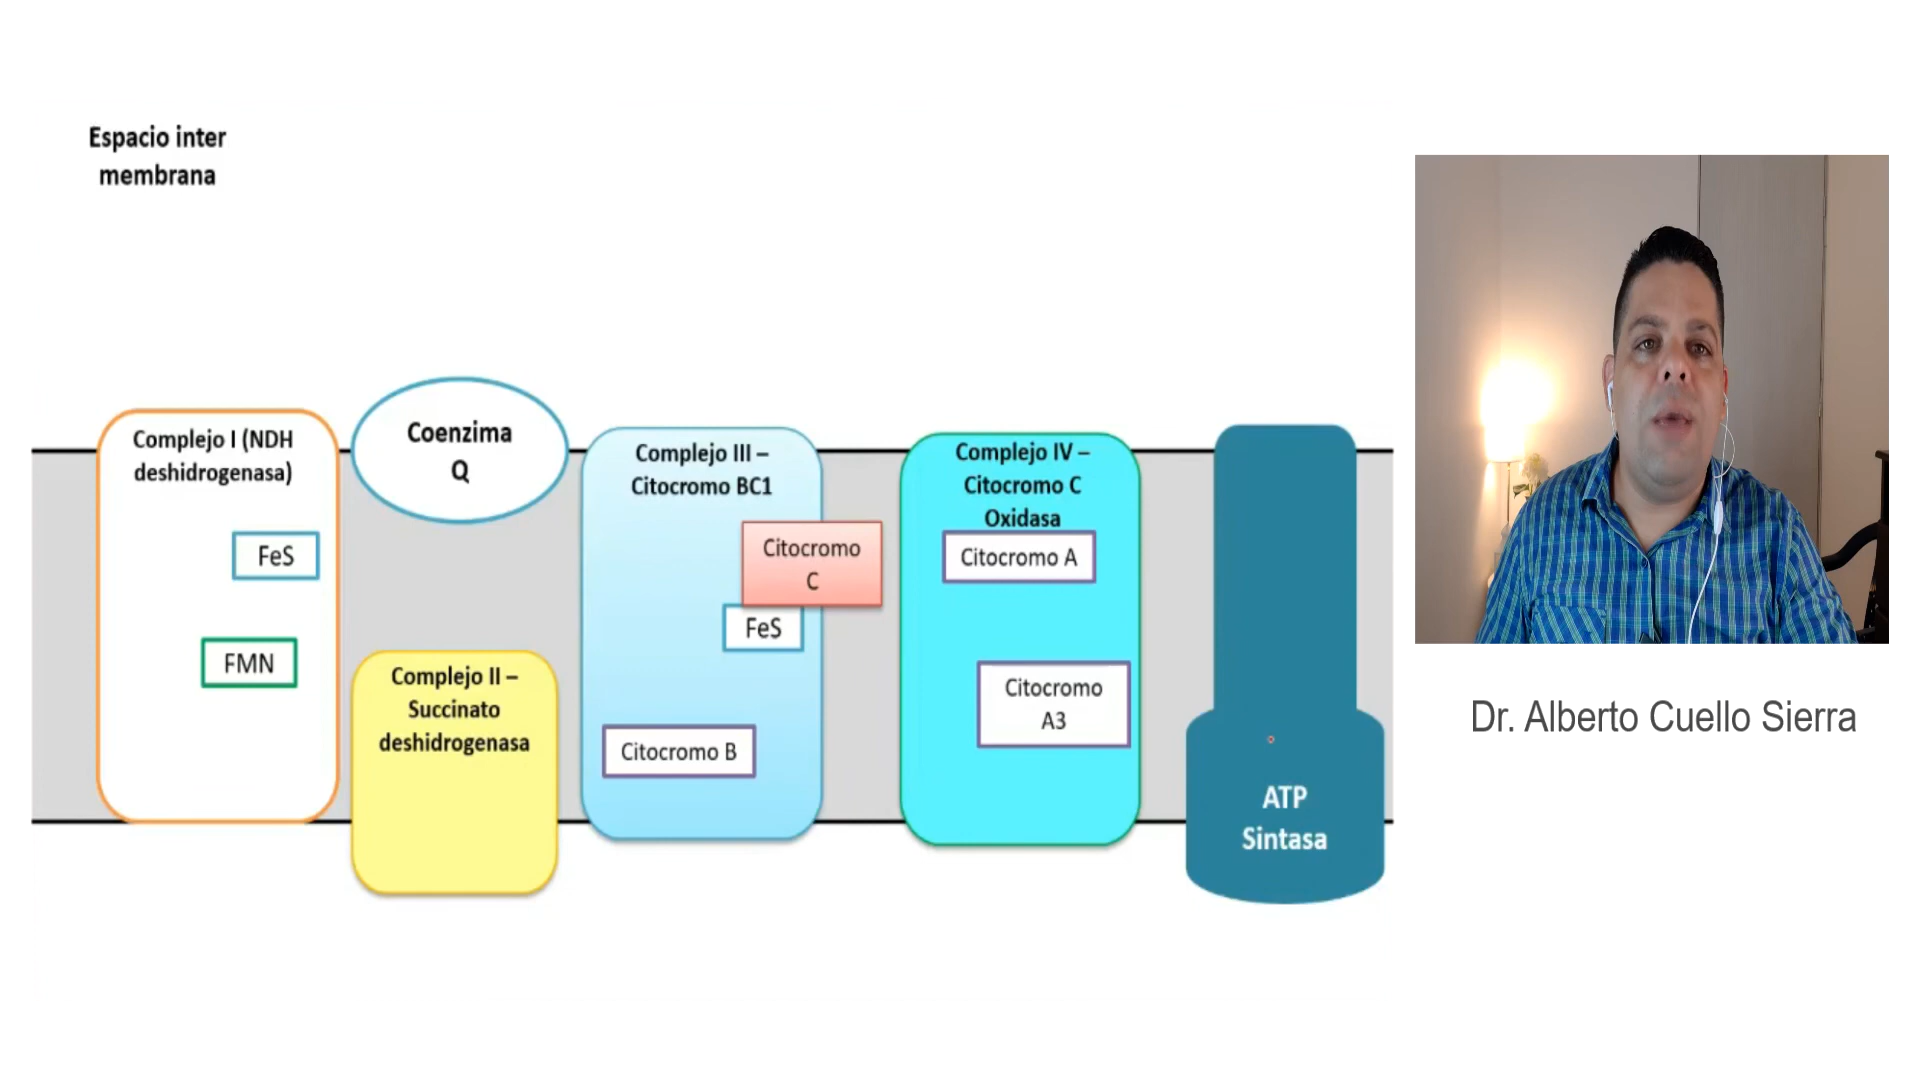 Espacio inter
membrana
Complejo I (NDH
deshidrogenasa)
FeS
FMN
Coenzima
Q
Complejo II –
Succinato
deshidrogenasa
Complejo III –
Citocromo BC1
Citocromo
C
FeS
Citocromo B
Complejo IV –
Citocromo C
Oxidasa
Citocromo A
Citocromo
A3
ATP
Sintasa
Dr. Alberto Cuello Sierra